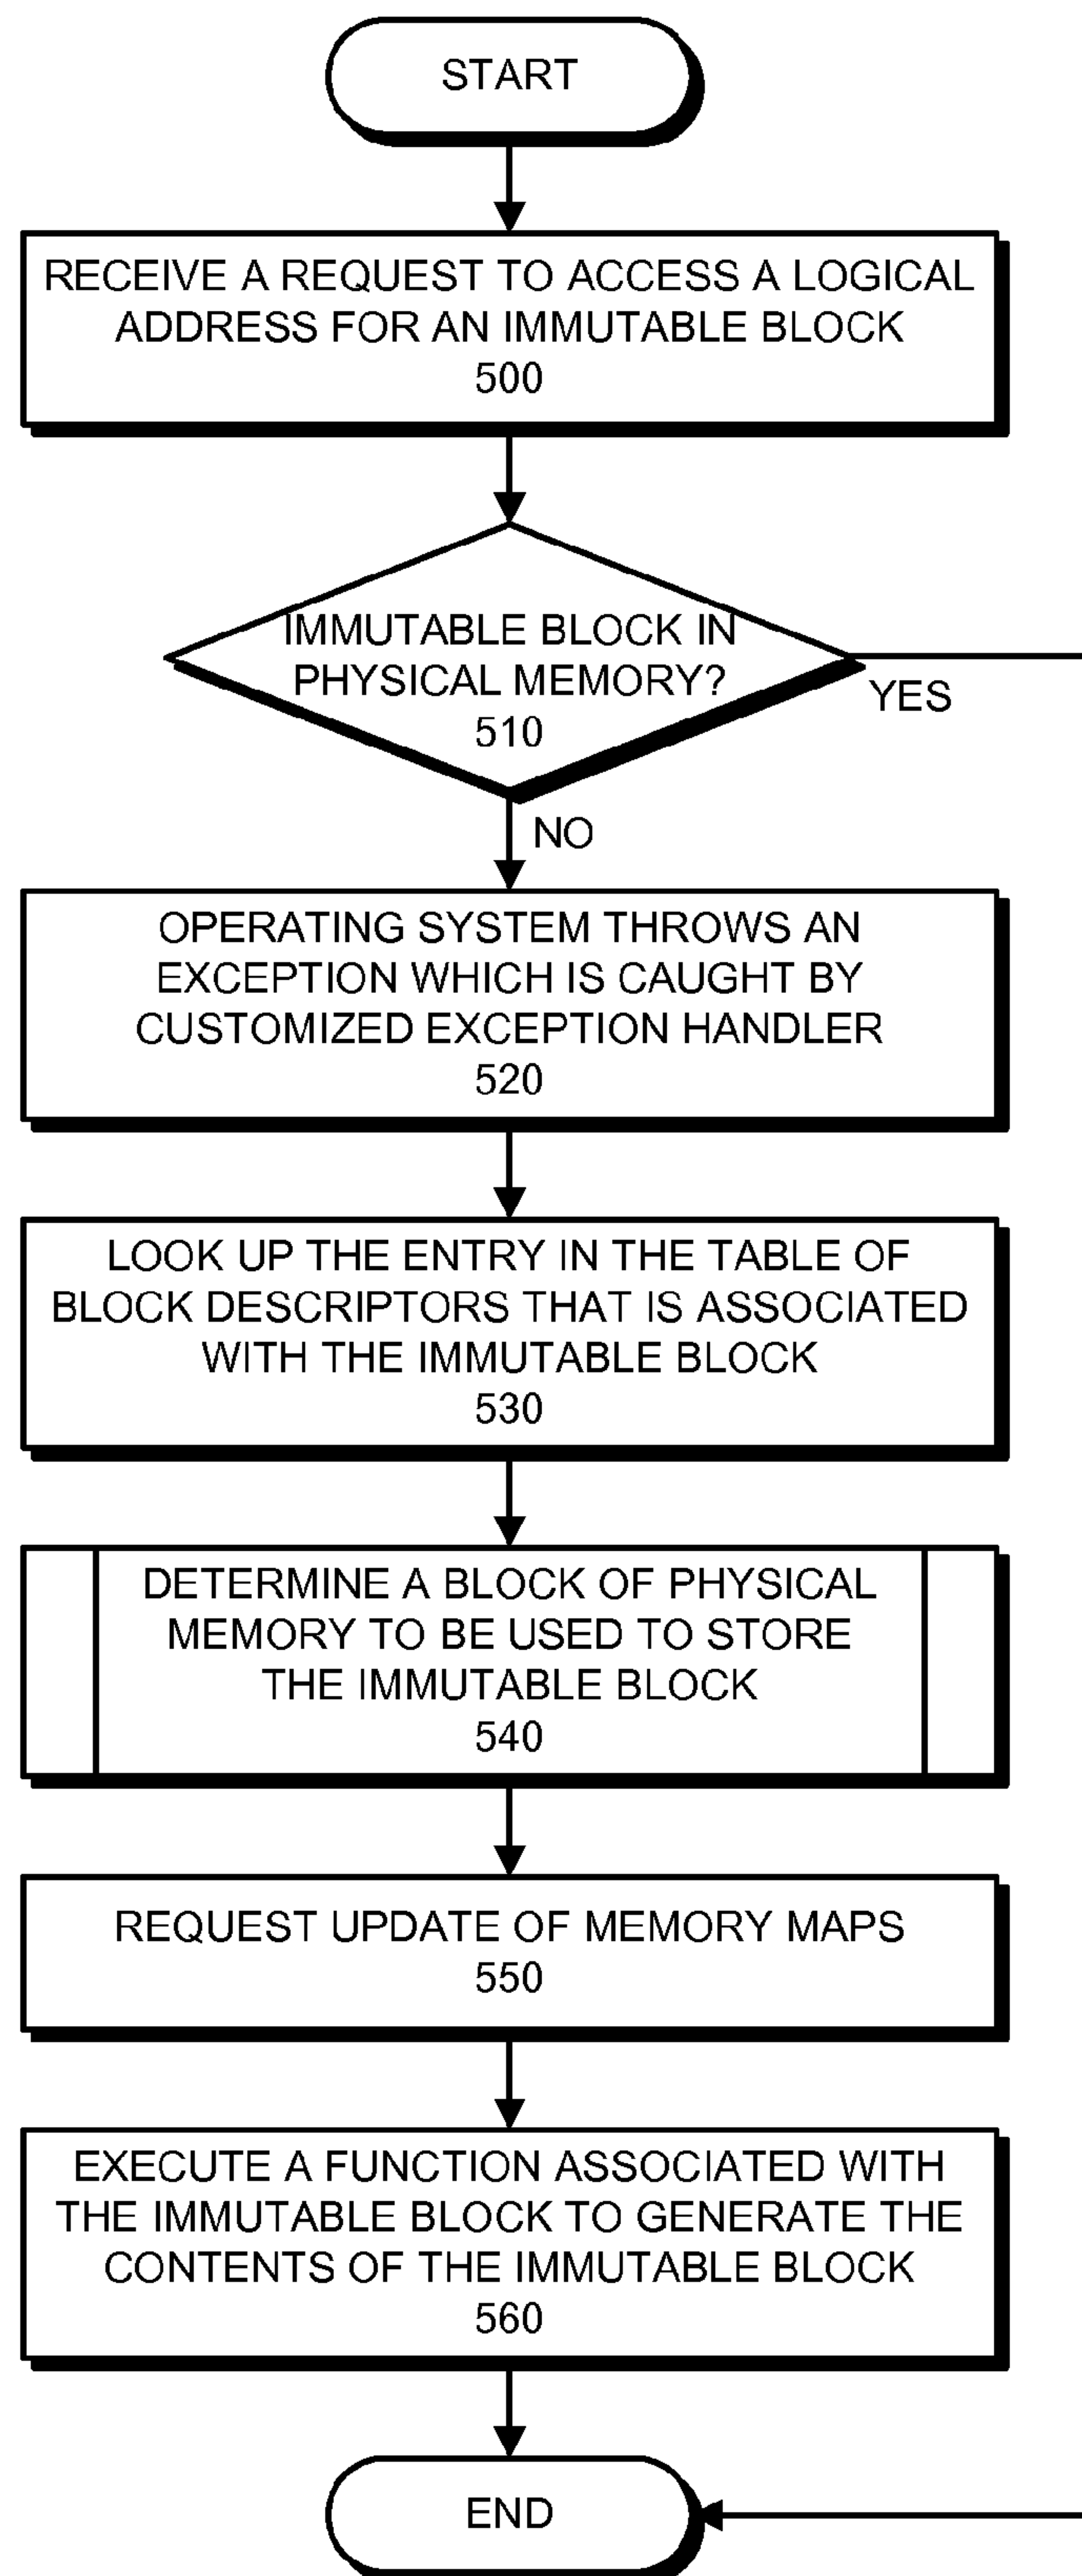 START
RECEIVE A REQUEST TO ACCESS A LOGICAL
ADDRESS FOR AN IMMUTABLE BLOCK
500
IMMUTABLE BLOCK IN
PHYSICAL MEMORY?
510
YES
NO
OPERATING SYSTEM THROWS AN
EXCEPTION WHICH IS CAUGHT BY
CUSTOMIZED EXCEPTION HANDLER
520
LOOK UP THE ENTRY IN THE TABLE OF
BLOCK DESCRIPTORS THAT IS ASSOCIATED
WITH THE IMMUTABLE BLOCK
530
DETERMINE A BLOCK OF PHYSICAL
MEMORY TO BE USED TO STORE
THE IMMUTABLE BLOCK
540
REQUEST UPDATE OF MEMORY MAPS
550
EXECUTE A FUNCTION ASSOCIATED WITH
THE IMMUTABLE BLOCK TO GENERATE THE
CONTENTS OF THE IMMUTABLE BLOCK
560
END